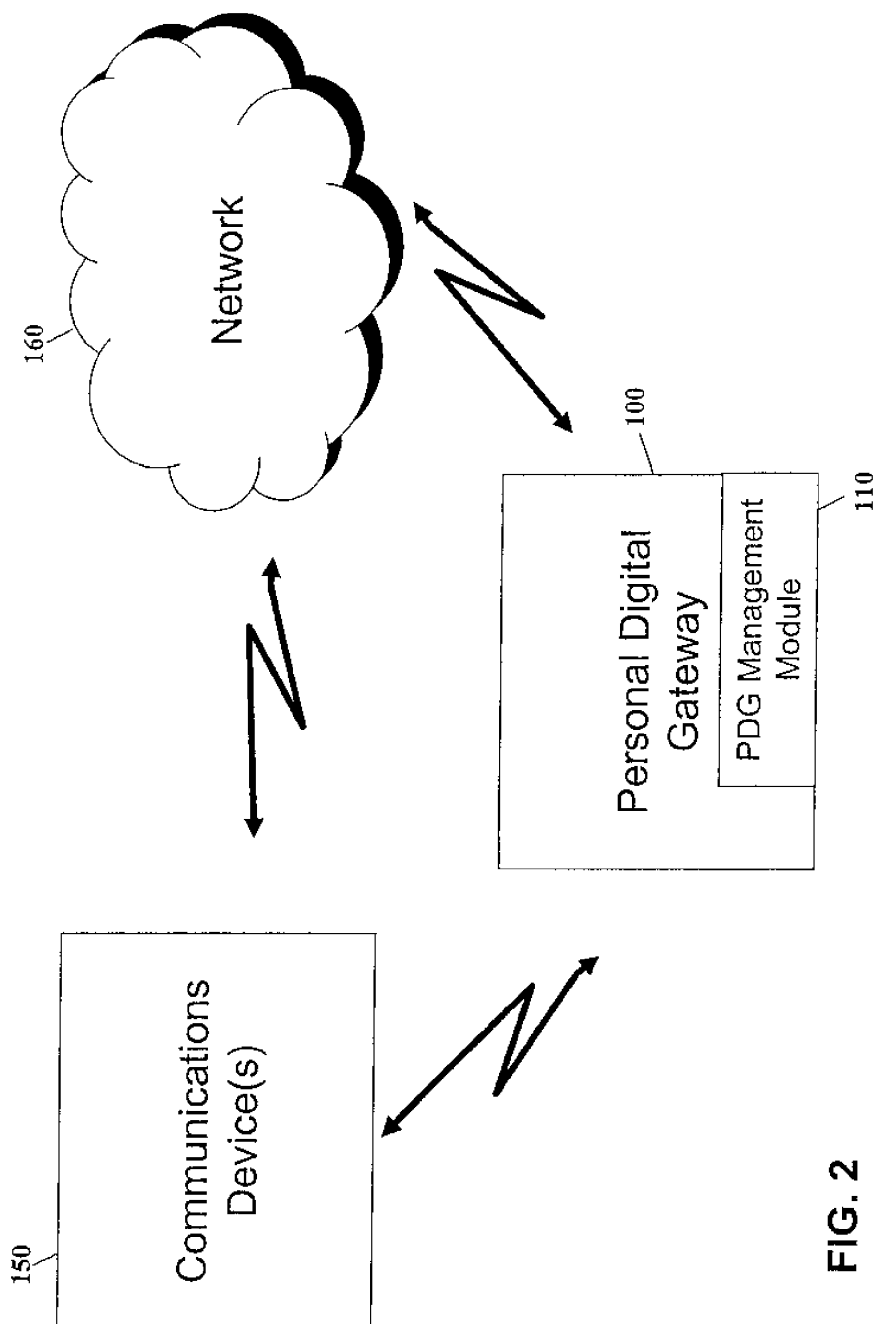 150
Communications
Device(s)
160
Network
100
Personal Digital
Gateway
PDG Management
Module
110
FIG. 2